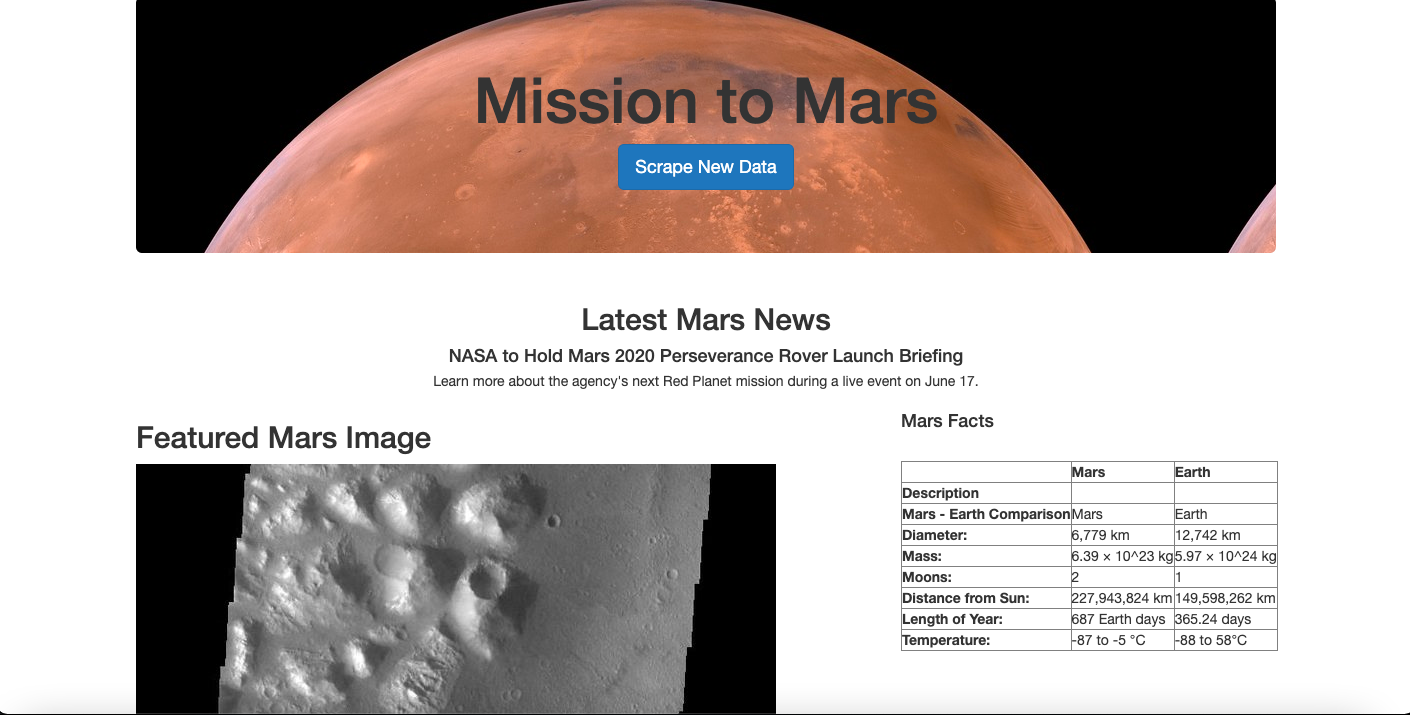 Mission to Mars
Scrape New Data
Latest Mars News
NASA to Hold Mars 2020 Perseverance Rover Launch Briefing
Learn more about the agency's next Red Planet mission during a live event on June 17.
Featured Mars Image
Mars Facts
Mars Earth
Description
Mars - Earth Comparison Mars Earth
Diameter: 6,779 km 12,742 km
Mass: 6.39 × 10^23 kg 5.97 × 10^24 kg
Moons: 2 1
Distance from Sun: 227,943,824 km 149,598,262 km
Length of Year: 687 Earth days 365.24 days
Temperature: -87 to -5 °C -88 to 58°C